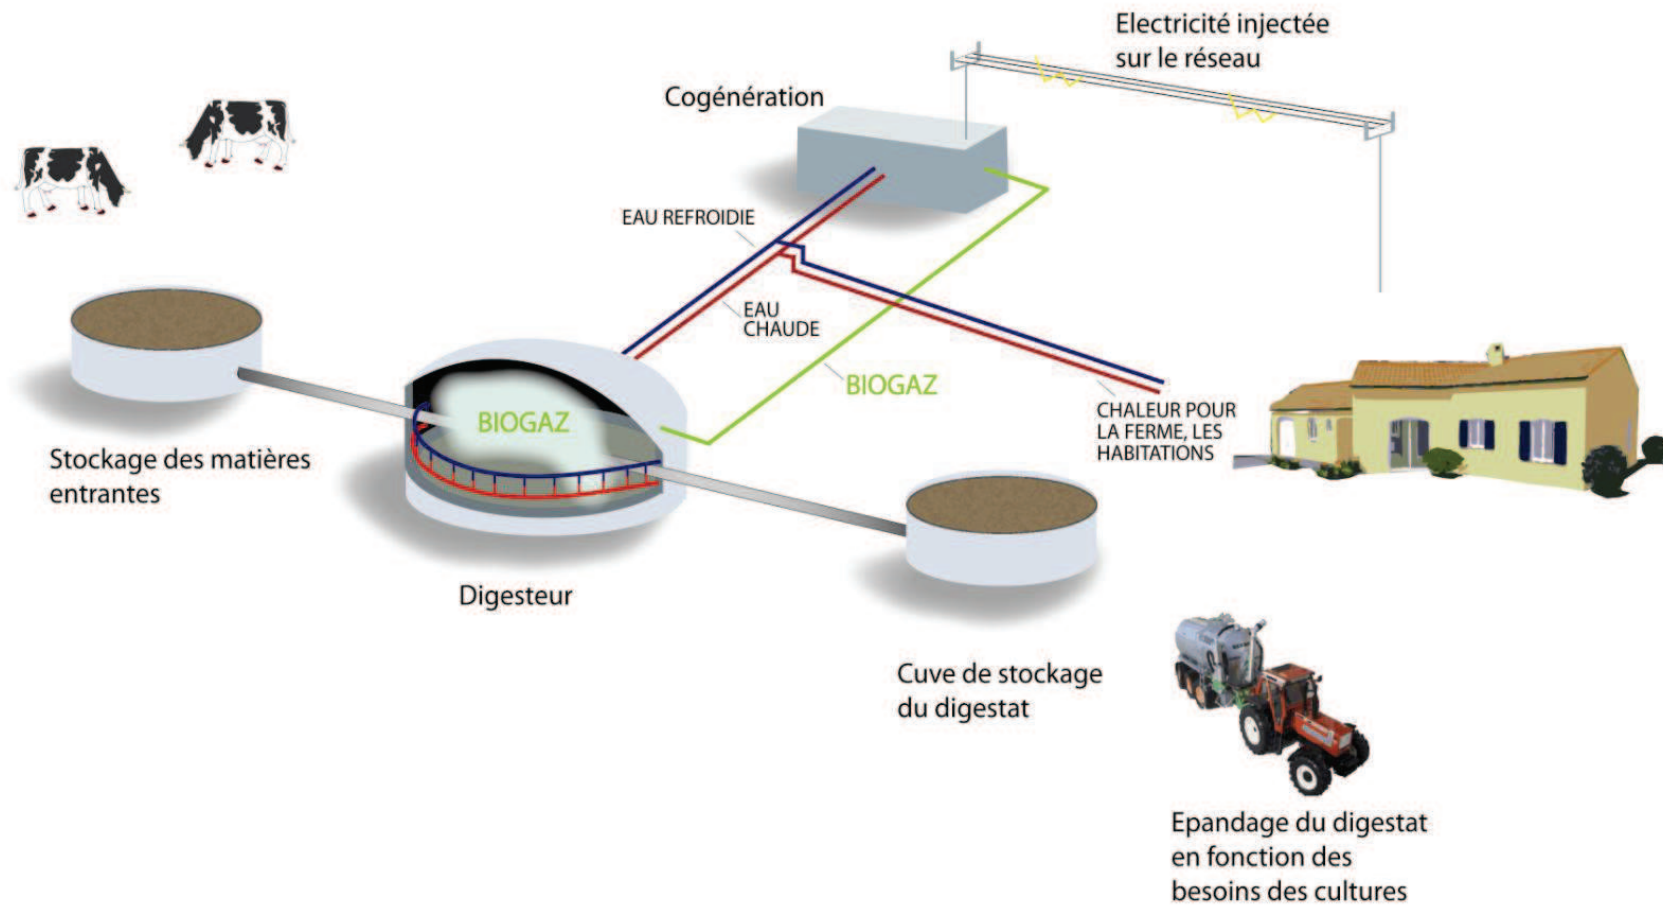 Electricité injectée
sur le réseau
Cogénération
EAU REFROIDIE
EAU
CHAUDE
BIOGAZ
BIOGAZ
CHALEUR POUR
LA FERME, LES
HABITATIONS
Stockage des matières
entrantes
Digesteur
Cuve de stockage
du digestat
Epandage du digestat
en fonction des
besoins des cultures